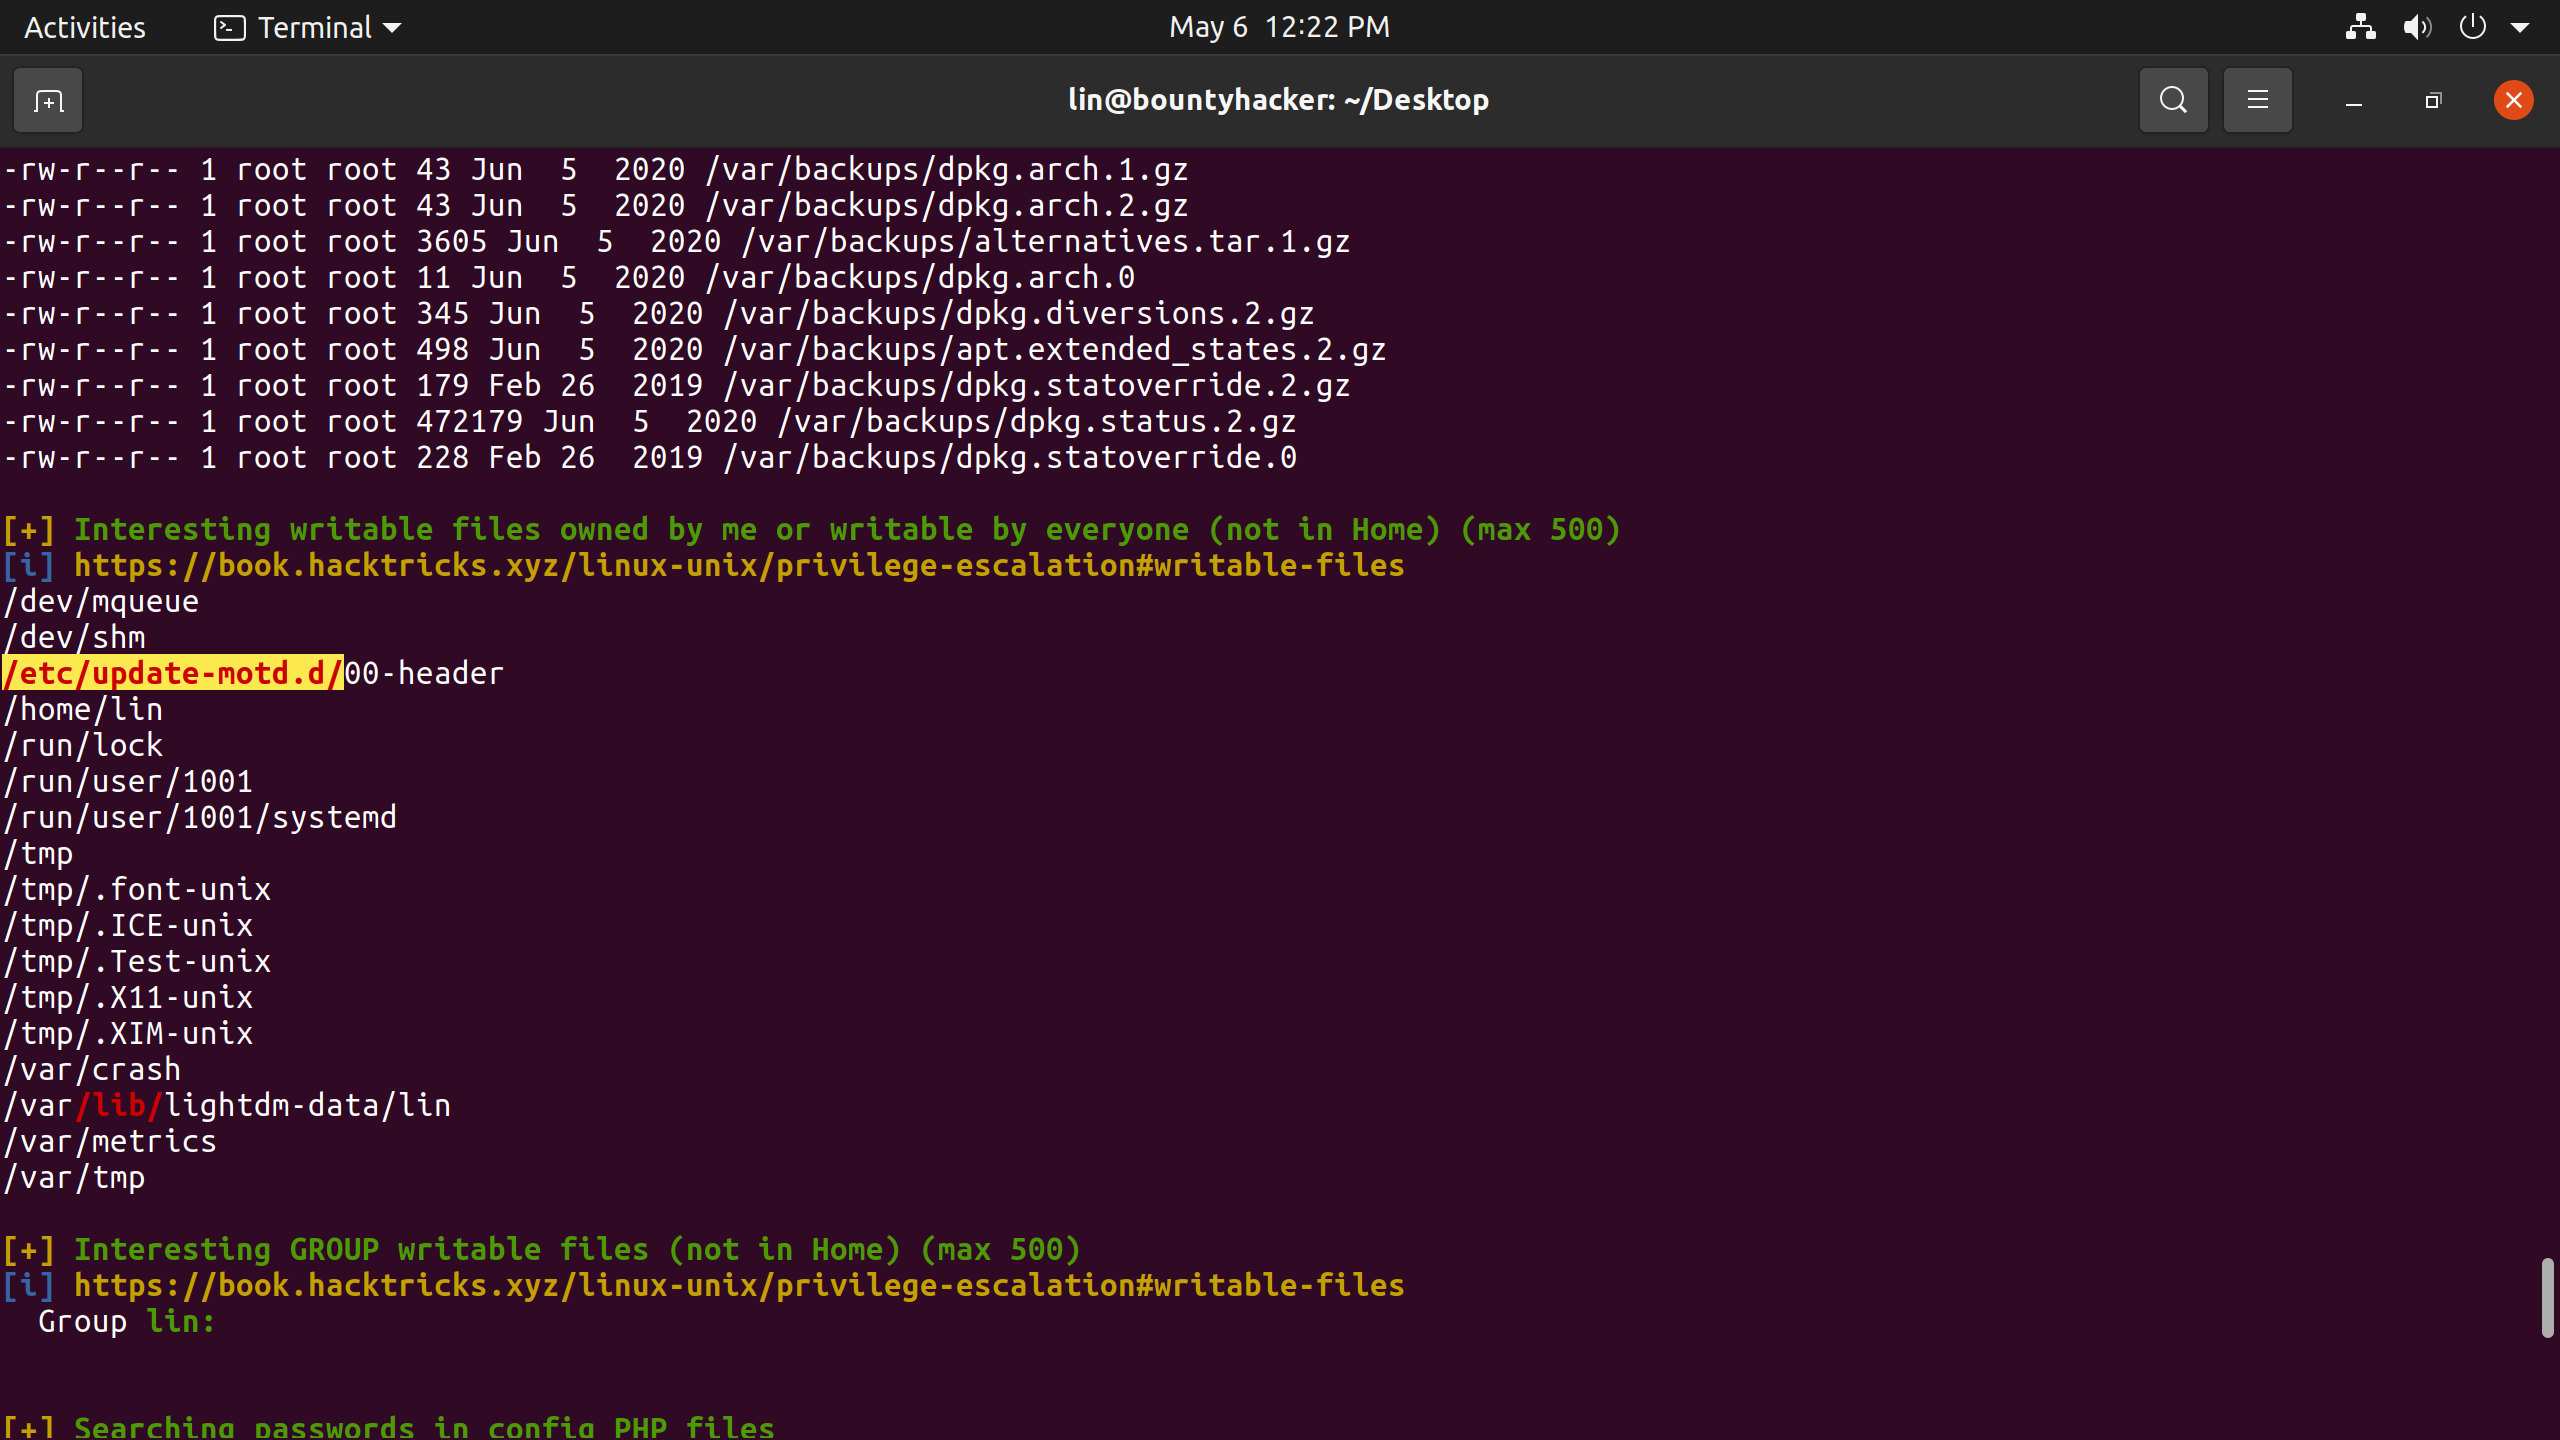 Activities Terminal May 6 12:22 PM
lin@bountyhacker: ~/Desktop
-rw-r--r-- 1 root root 43 Jun  5  2020 /var/backups/dpkg.arch.1.gz
-rw-r--r-- 1 root root 43 Jun  5  2020 /var/backups/dpkg.arch.2.gz
-rw-r--r-- 1 root root 3605 Jun  5  2020 /var/backups/alternatives.tar.1.gz
-rw-r--r-- 1 root root 11 Jun  5  2020 /var/backups/dpkg.arch.0
-rw-r--r-- 1 root root 345 Jun  5  2020 /var/backups/dpkg.diversions.2.gz
-rw-r--r-- 1 root root 498 Jun  5  2020 /var/backups/apt.extended_states.2.gz
-rw-r--r-- 1 root root 179 Feb 26  2019 /var/backups/dpkg.statoverride.2.gz
-rw-r--r-- 1 root root 472179 Jun  5  2020 /var/backups/dpkg.status.2.gz
-rw-r--r-- 1 root root 228 Feb 26  2019 /var/backups/dpkg.statoverride.0
[+] Interesting writable files owned by me or writable by everyone (not in Home) (max 500)
[i] https://book.hacktricks.xyz/linux-unix/privilege-escalation#writable-files
/dev/mqueue
/dev/shm
/etc/update-motd.d/00-header
/home/lin
/run/lock
/run/user/1001
/run/user/1001/systemd
/tmp
/tmp/.font-unix
/tmp/.ICE-unix
/tmp/.Test-unix
/tmp/.X11-unix
/tmp/.XIM-unix
/var/crash
/var/lib/lightdm-data/lin
/var/metrics
/var/tmp
[+] Interesting GROUP writable files (not in Home) (max 500)
[i] https://book.hacktricks.xyz/linux-unix/privilege-escalation#writable-files
  Group lin:
[+] Searching passwords in config PHP files